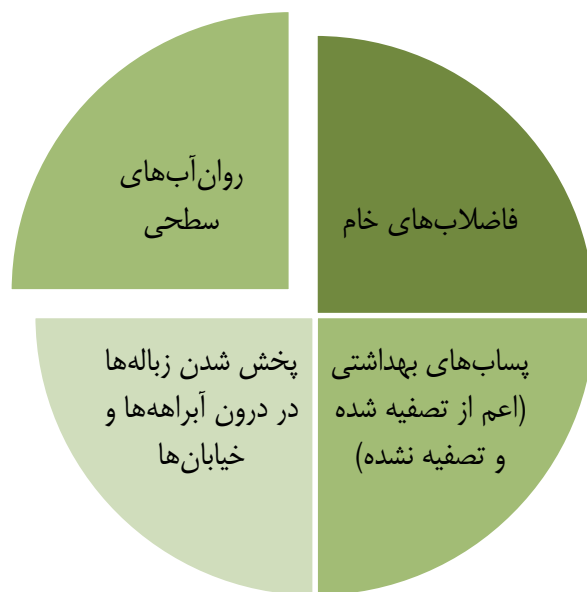 فاضلاب‌های خام
روان‌آب‌های
سطحی
پساب‌های بهداشتی
(اعم از تصفیه شده
و تصفیه نشده)
پخش شدن زباله‌ها
در درون آبراهه‌ها و
خیابان‌ها